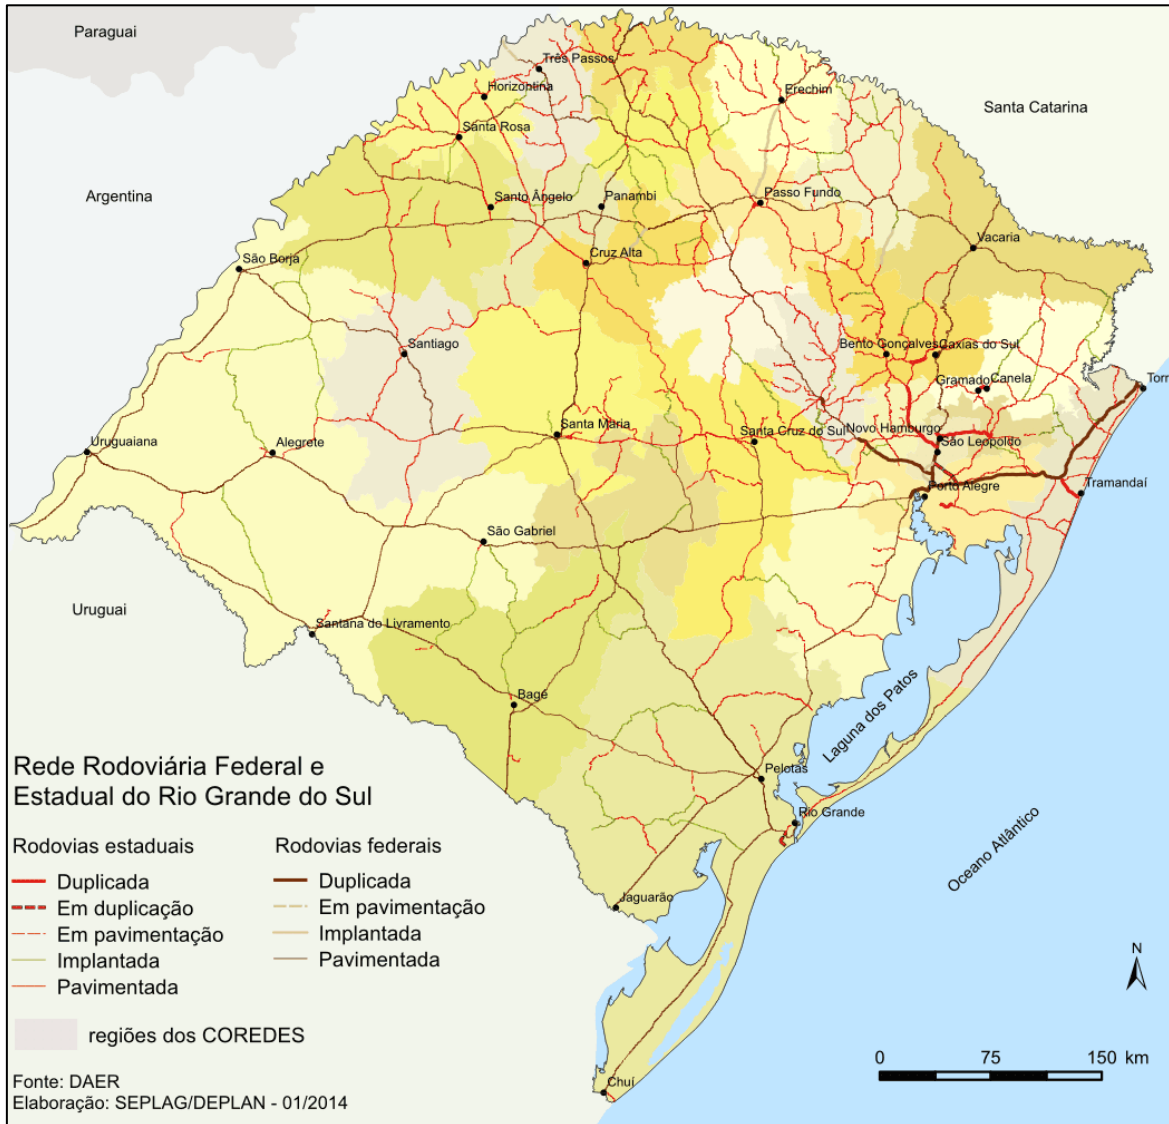 Paraguai
Três Passos
Horizontina
Erechim
Santa Catarina
Santa Rosa
Argentina
Santo Ângelo
Panambi
Passo Fundo
Vacaria
São Borja
Cruz Alta
Santiago
Bento Gonçalves
Caxias do Sul
Gramado
Canela
Torr
Uruguaiana
Alegrete
Santa Maria
Santa Cruz do Sul
Novo Hamburgo
São Leopoldo
Porto Alegre
Tramandaí
São Gabriel
Uruguai
Santana do Livramento
Bagé
Laguna dos Patos
Pelotas
Rio Grande
Oceano Atlântico
Jaguarão
Chuí
Rede Rodoviária Federal e
Estadual do Rio Grande do Sul
Rodovias estaduais
Duplicada
Em duplicação
Em pavimentação
Implantada
Pavimentada
Rodovias federais
Duplicada
Em pavimentação
Implantada
Pavimentada
regiões dos COREDES
Fonte: DAER
Elaboração: SEPLAG/DEPLAN - 01/2014
N
0 75 150 km